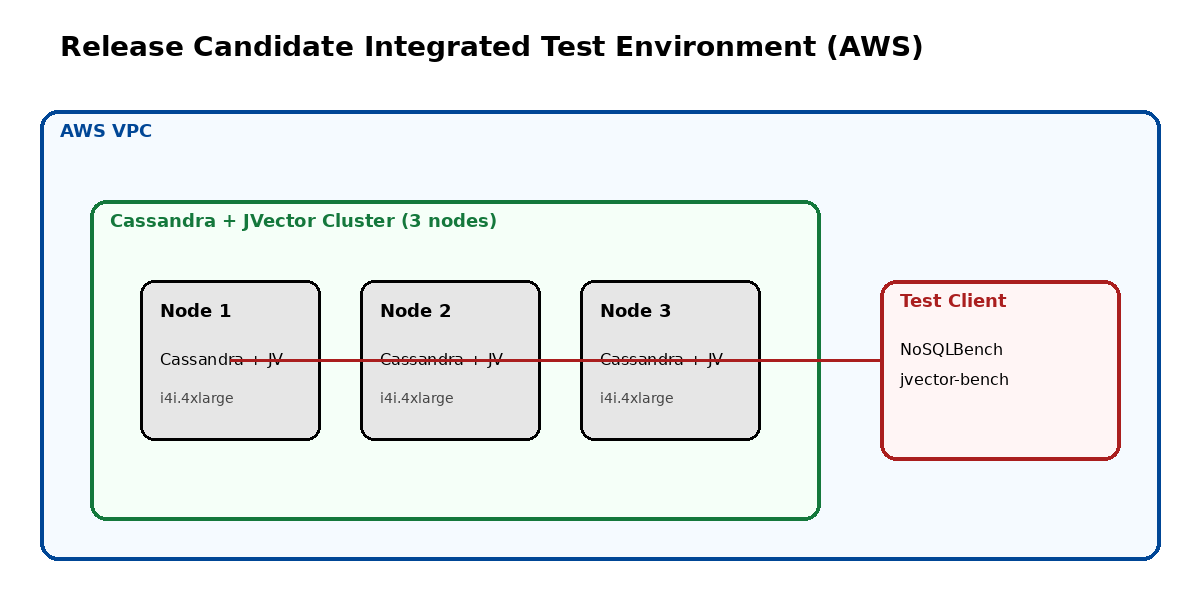 Release Candidate Integrated Test Environment (AWS)
AWS VPC
Cassandra + JVector Cluster (3 nodes)
Node 1
Cassandra + JV
i4i.4xlarge
Node 2
Cassandra + JV
i4i.4xlarge
Node 3
Cassandra + JV
i4i.4xlarge
Test Client
NoSQLBench
jvector-bench